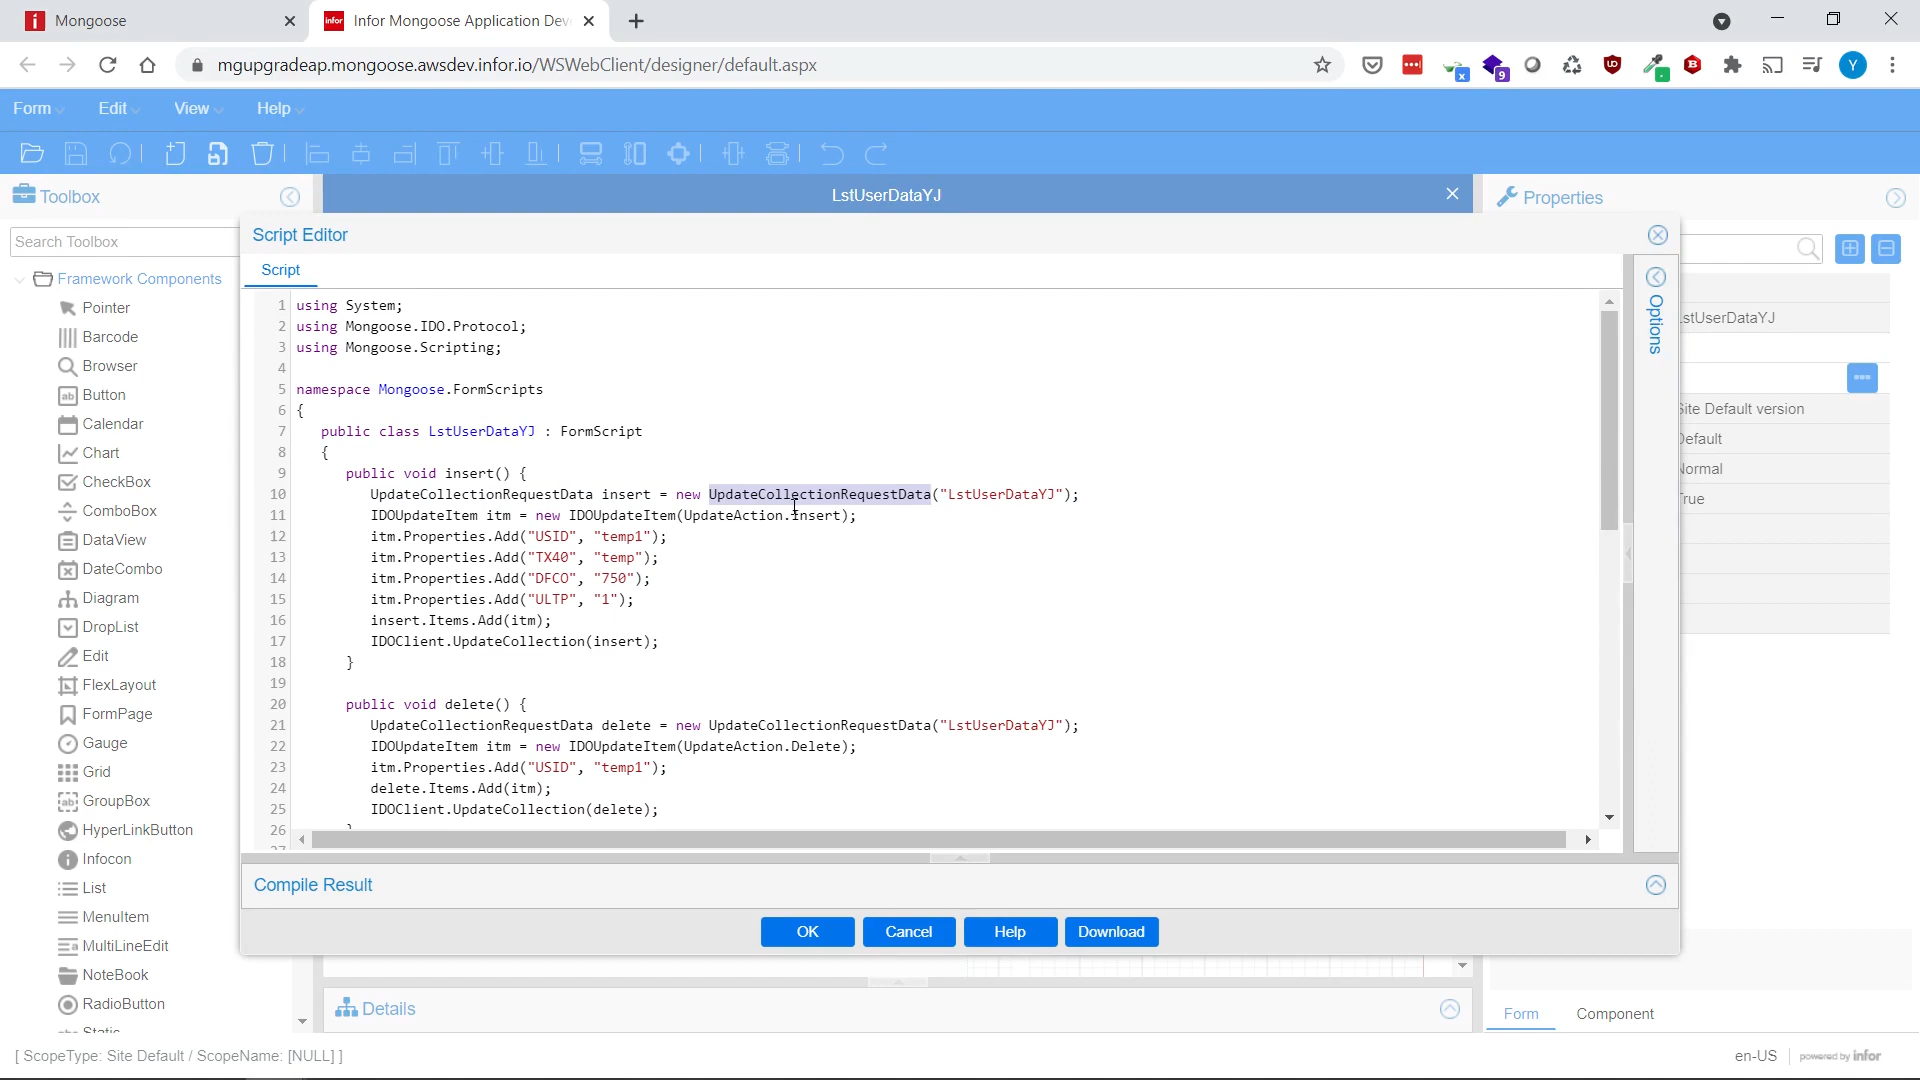 Mongoose
Infor Mongoose Application Dev
mgupgradeap.mongoose.awsdev.infor.io/WSWebClient/designer/default.aspx
x
9
Y
Form
Edit
View
Help
Toolbox
LstUserDataYJ
Properties
Search Toolbox
Script Editor
Script
Options
Framework Components
Pointer
Barcode
Browser
Button
Calendar
Chart
CheckBox
ComboBox
DataView
DateCombo
Diagram
DropList
Edit
FlexLayout
FormPage
Gauge
Grid
GroupBox
HyperLinkButton
Infocon
List
MenuItem
MultiLineEdit
NoteBook
RadioButton
Static
1 using System;
2 using Mongoose.IDO.Protocol;
3 using Mongoose.Scripting;
4
5 namespace Mongoose.FormScripts
6 {
7 public class LstUserDataYJ : FormScript
8 {
9 public void insert() {
10 UpdateCollectionRequestData insert = new UpdateCollectionRequestData("LstUserDataYJ");
11 IDOUpdateItem itm = new IDOUpdateItem(UpdateAction.Insert);
12 itm.Properties.Add("USID", "temp1");
13 itm.Properties.Add("TX40", "temp");
14 itm.Properties.Add("DFCO", "750");
15 itm.Properties.Add("ULTP", "1");
16 insert.Items.Add(itm);
17 IDOClient.UpdateCollection(insert);
18 }
19
20 public void delete() {
21 UpdateCollectionRequestData delete = new UpdateCollectionRequestData("LstUserDataYJ");
22 IDOUpdateItem itm = new IDOUpdateItem(UpdateAction.Delete);
23 itm.Properties.Add("USID", "temp1");
24 delete.Items.Add(itm);
25 IDOClient.UpdateCollection(delete);
26 }
27
LstUserDataYJ
Site Default version
Default
Normal
True
Compile Result
OK
Cancel
Help
Download
Details
Form
Component
[ ScopeType: Site Default / ScopeName: [NULL] ]
en-US
powered by infor